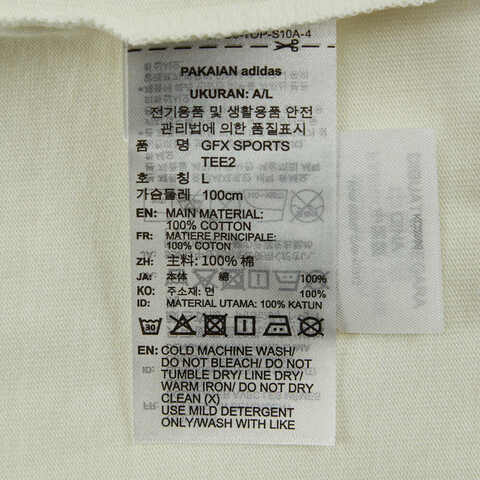 TOP-S10A-4
PAKAIAN adidas
UKURAN: A/L
전기용품 및 생활용품 안전
관리법에 의한 품질표시
품 명 GFX SPORTS
TEE2
호 칭 L
가슴둘레 100cm
EN: MAIN MATERIAL:
100% COTTON
FR: MATIERE PRINCIPALE:
100% COTON
ZH: 主料: 100% 棉
JA: 本体 綿 100%
KO: 주소재: 면 100%
ID: MATERIAL UTAMA: 100% KATUN
EN: COLD MACHINE WASH/
DO NOT BLEACH/ DO NOT
TUMBLE DRY/ LINE DRY/
WARM IRON/ DO NOT DRY
CLEAN (X)
USE MILD DETERGENT
ONLY/WASH WITH LIKE